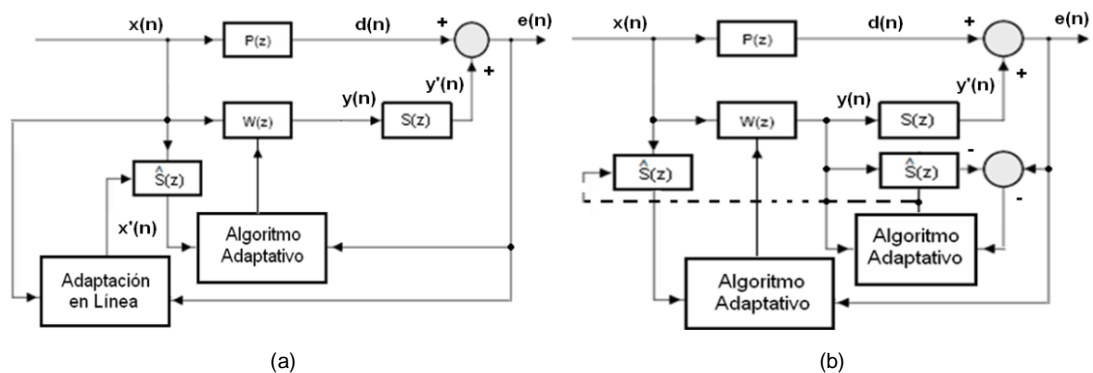 x(n)
P(z)
d(n)
+
e(n)
y'(n)
+
W(z)
y(n)
S(z)
Ŝ(z)
x'(n)
Algoritmo
Adaptativo
Adaptación
en Línea
(a)
x(n)
P(z)
d(n)
+
e(n)
y'(n)
+
W(z)
y(n)
S(z)
Ŝ(z)
Ŝ(z)
-
-
Algoritmo
Adaptativo
Algoritmo
Adaptativo
(b)